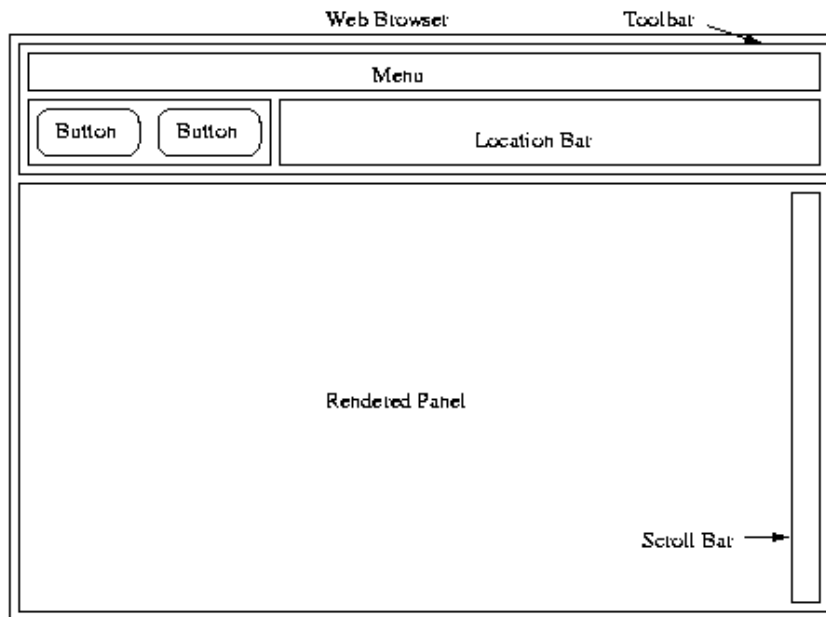 Web Browser
Toolbar
Menu
Button
Button
Location Bar
Rendered Panel
Scroll Bar